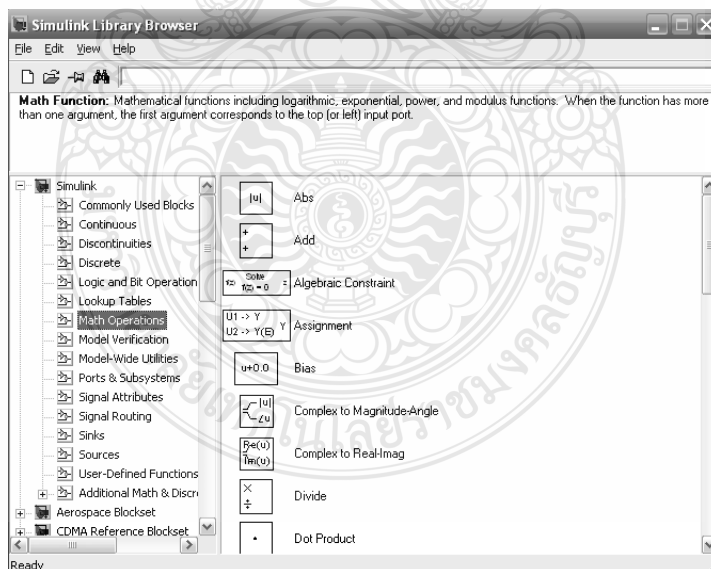 Simulink Library Browser
File Edit View Help
Math Function: Mathematical functions including logarithmic, exponential, power, and modulus functions. When the function has more
than one argument, the first argument corresponds to the top (or left) input port.
Simulink
Commonly Used Blocks
Continuous
Discontinuities
Discrete
Logic and Bit Operation
Lookup Tables
Math Operations
Model Verification
Model-Wide Utilities
Ports & Subsystems
Signal Attributes
Signal Routing
Sinks
Sources
User-Defined Functions
Additional Math & Discr
Aerospace Blockset
CDMA Reference Blockset
|u| Abs
+
+ Add
f(z) Solve f(z) = 0 z Algebraic Constraint
U1 -> Y
U2 -> Y(E) Y Assignment
u+0.0 Bias
|u|
∠u Complex to Magnitude-Angle
Re(u)
Im(u) Complex to Real-Imag
×
÷ Divide
Dot Product
Ready